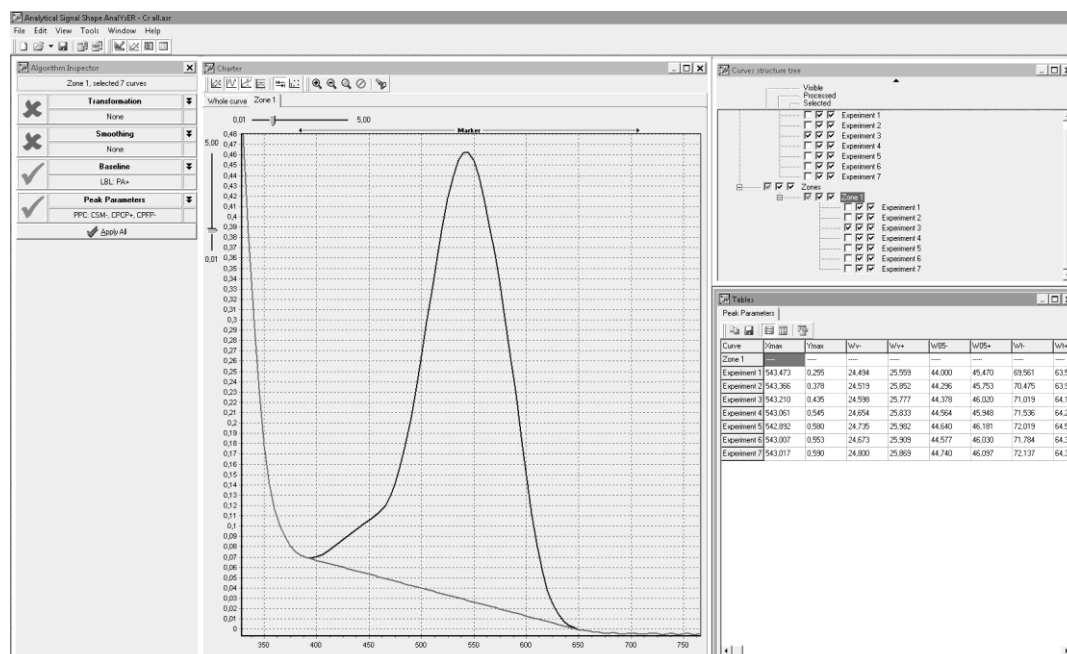 Analytical Signal Shape AnalYsER - Cr all.asr
File Edit View Tools Window Help
Algorithm Inspector
Zone 1, selected 7 curves
Transformation
None
Smoothing
None
Baseline
LBL: PA+
Peak Parameters
PPC: CSM-, CPCP+, CPFP-
Apply All
Charter
Whole curve Zone 1
0,01 5,00
Marker
5,00
0,01
0,48
0,47
0,46
0,45
0,44
0,43
0,42
0,41
0,4
0,39
0,38
0,37
0,36
0,35
0,34
0,33
0,32
0,31
0,3
0,29
0,28
0,27
0,26
0,25
0,24
0,23
0,22
0,21
0,2
0,19
0,18
0,17
0,16
0,15
0,14
0,13
0,12
0,11
0,1
0,09
0,08
0,07
0,06
0,05
0,04
0,03
0,02
0,01
0
350 400 450 500 550 600 650 700 750
Curves structure tree
Visible
Processed
Selected
Experiment 1
Experiment 2
Experiment 3
Experiment 4
Experiment 5
Experiment 6
Experiment 7
Zones
Zone 1
Experiment 1
Experiment 2
Experiment 3
Experiment 4
Experiment 5
Experiment 6
Experiment 7
Tables
Peak Parameters
Curve Xmax Ymax Wv- Wv+ W05- W05+ Wt- Wt+
Zone 1 ---- ---- ---- ---- ---- ---- ---- ----
Experiment 1 543,473 0,255 24,494 25,559 44,000 45,470 69,561 63,5
Experiment 2 543,366 0,378 24,519 25,852 44,296 45,753 70,475 63,9
Experiment 3 543,210 0,435 24,598 25,777 44,378 46,020 71,019 64,1
Experiment 4 543,061 0,545 24,654 25,833 44,564 45,948 71,536 64,2
Experiment 5 542,892 0,580 24,735 25,982 44,640 46,181 72,019 64,5
Experiment 6 543,007 0,553 24,673 25,909 44,577 46,030 71,784 64,3
Experiment 7 543,017 0,590 24,800 25,869 44,740 46,097 72,137 64,3